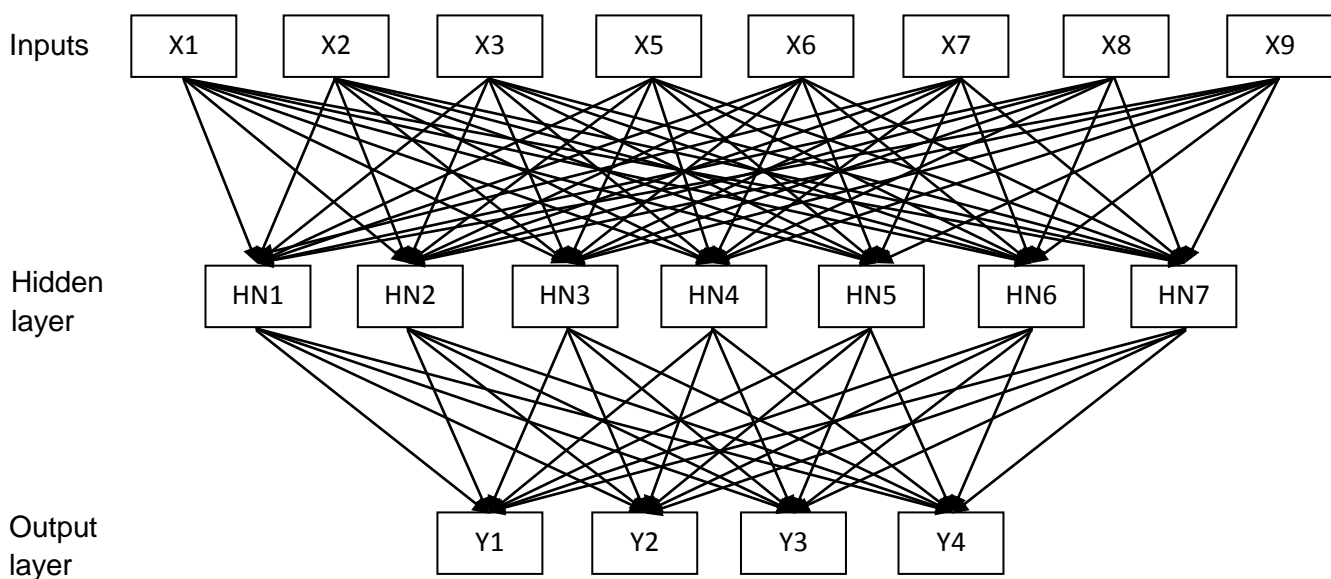 Inputs
X1 X2 X3 X5 X6 X7 X8 X9
Hidden
layer
HN1 HN2 HN3 HN4 HN5 HN6 HN7
Output
layer
Y1 Y2 Y3 Y4